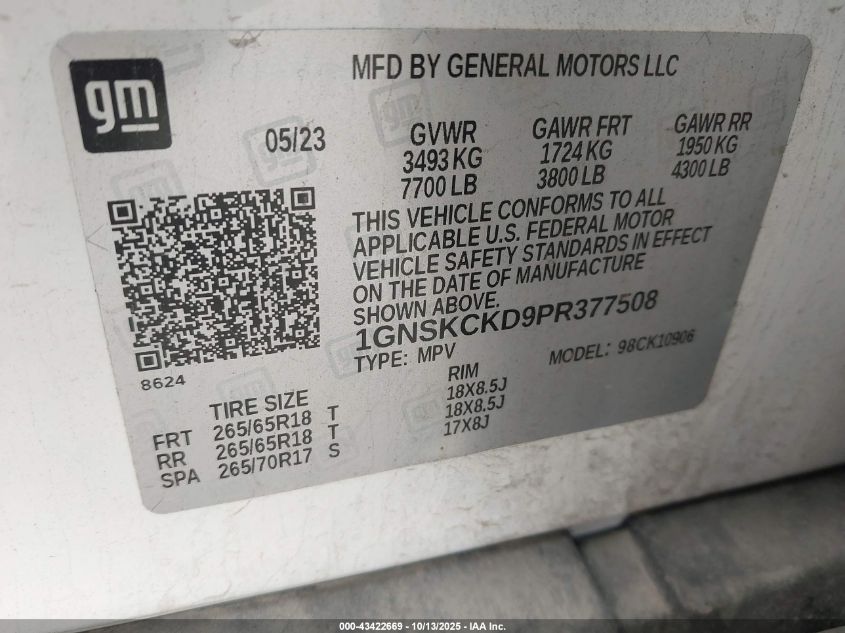 gm
MFD BY GENERAL MOTORS LLC
05/23
GVWR
3493 KG
7700 LB
GAWR FRT
1724 KG
3800 LB
GAWR RR
1950 KG
4300 LB
THIS VEHICLE CONFORMS TO ALL
APPLICABLE U.S. FEDERAL MOTOR
VEHICLE SAFETY STANDARDS IN EFFECT
ON THE DATE OF MANUFACTURE
SHOWN ABOVE.
1GNSKCKD9PR377508
TYPE: MPV
MODEL: 98CK10906
8624
TIRE SIZE
RIM
FRT 265/65R18 T 18X8.5J
RR 265/65R18 T 18X8.5J
SPA 265/70R17 S 17X8J
000-43422669 - 10/13/2025 - IAA Inc.